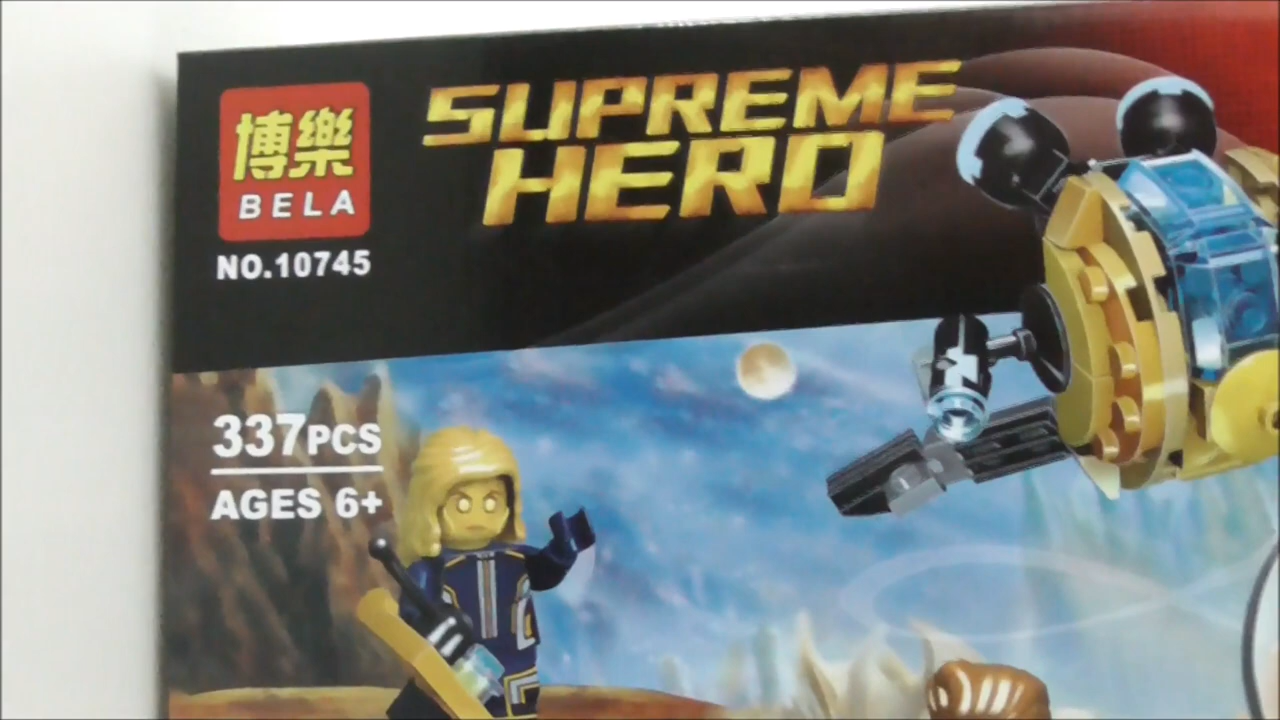 博樂
BELA
NO.10745
SUPREME
HERO
337PCS
AGES 6+